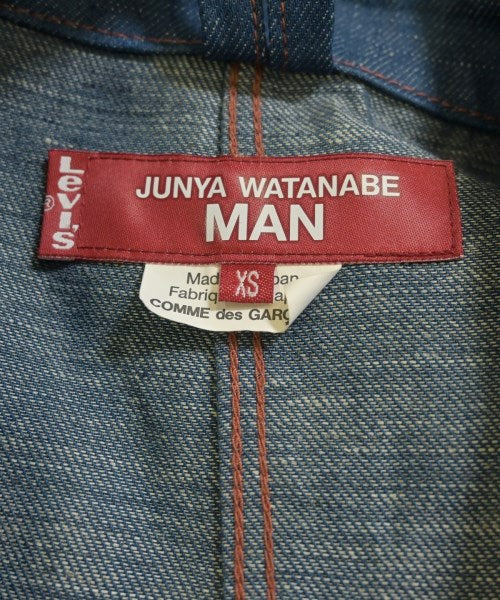 Levi's
®
JUNYA WATANABE
MAN
XS
COMME des